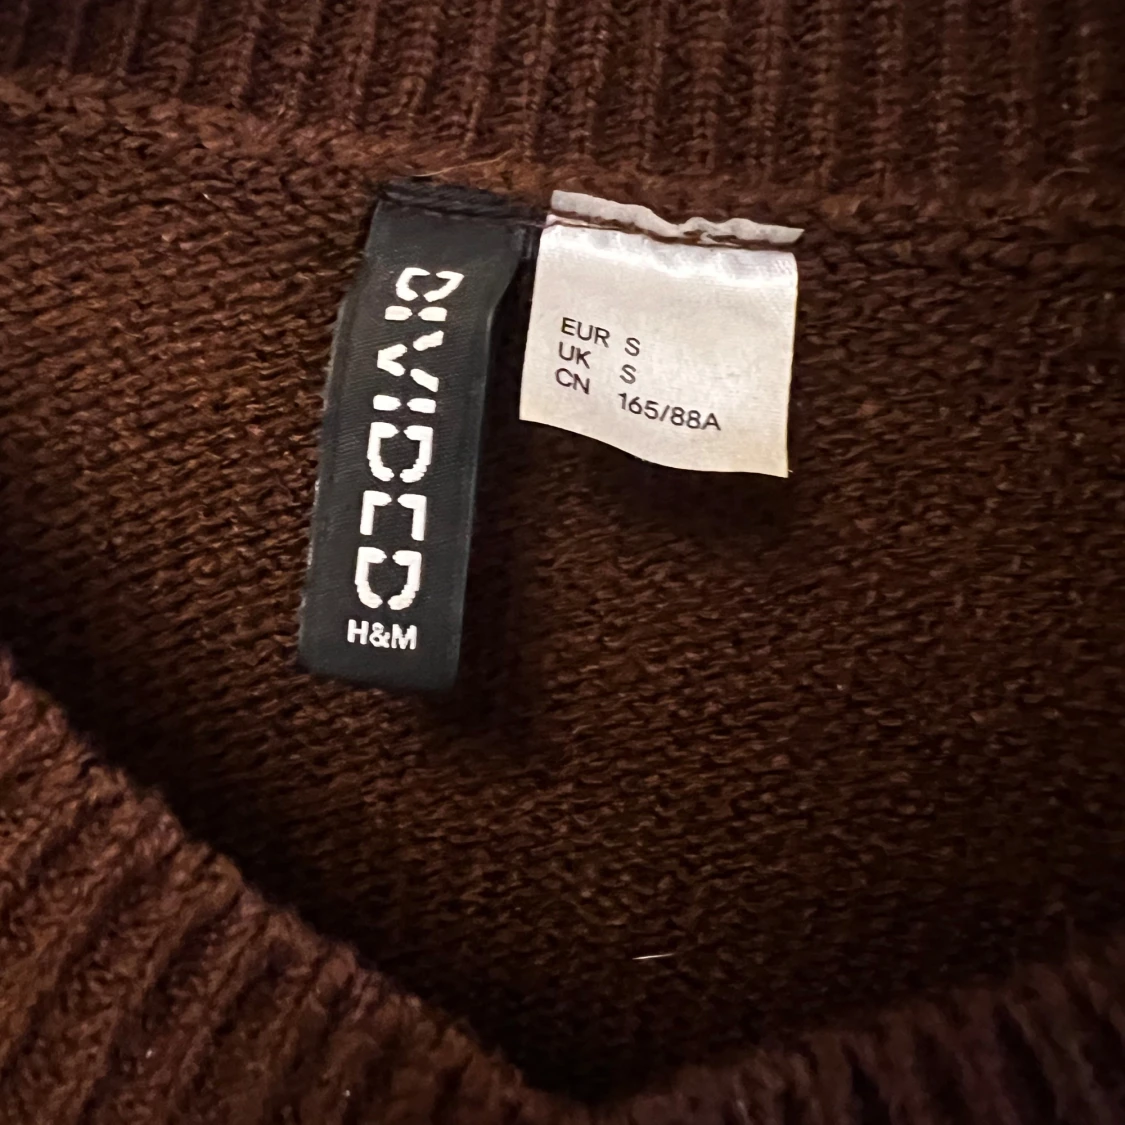 DIVIDED
H&M
EUR S
UK S
CN 165/88A